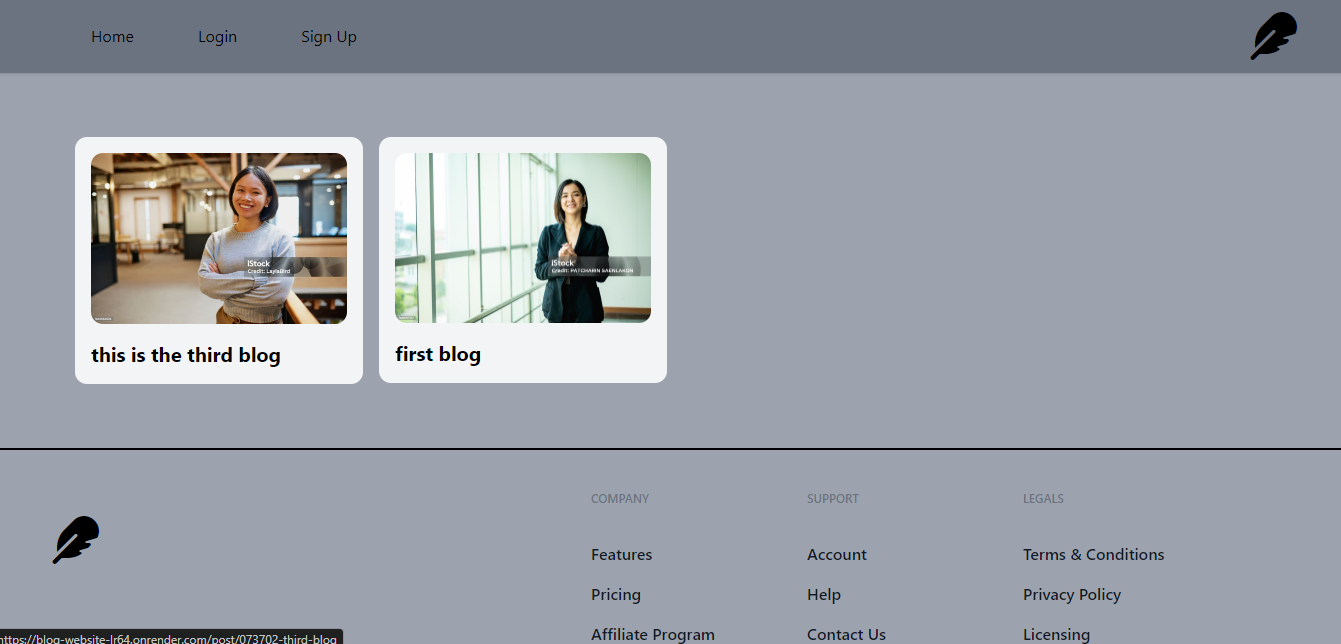 Home Login Sign Up
iStock
Credit: LaylaBird
this is the third blog
iStock
Credit: PATCHARIN SAENLAKON
first blog
COMPANY SUPPORT LEGALS
Features Account Terms & Conditions
Pricing Help Privacy Policy
Affiliate Program Contact Us Licensing
https://blog-website-lr64.onrender.com/post/073702-third-blog